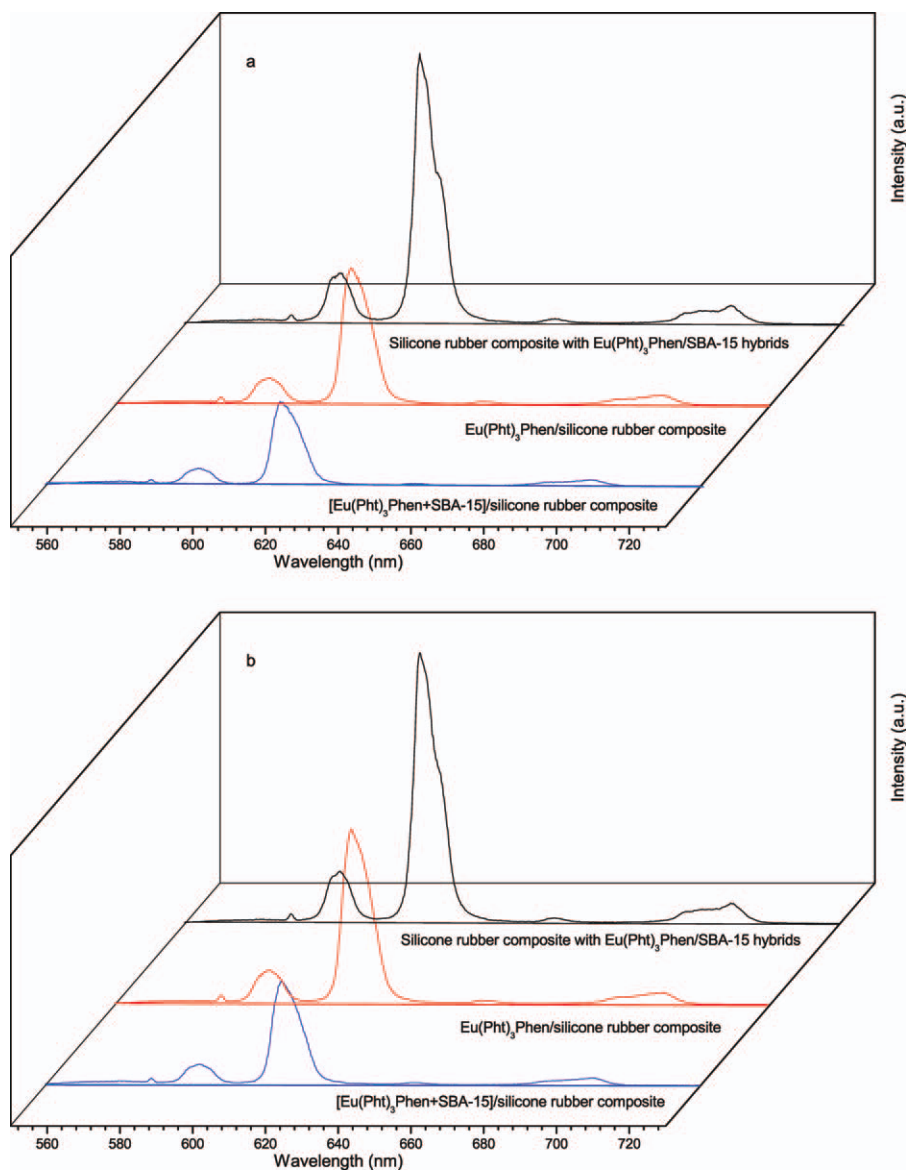 a
Intensity (a.u.)
Silicone rubber composite with Eu(Pht)₃Phen/SBA-15 hybrids
Eu(Pht)₃Phen/silicone rubber composite
[Eu(Pht)₃Phen+SBA-15]/silicone rubber composite
560 580 600 620 640 660 680 700 720
Wavelength (nm)
b
Intensity (a.u.)
Silicone rubber composite with Eu(Pht)₃Phen/SBA-15 hybrids
Eu(Pht)₃Phen/silicone rubber composite
[Eu(Pht)₃Phen+SBA-15]/silicone rubber composite
560 580 600 620 640 660 680 700 720
Wavelength (nm)